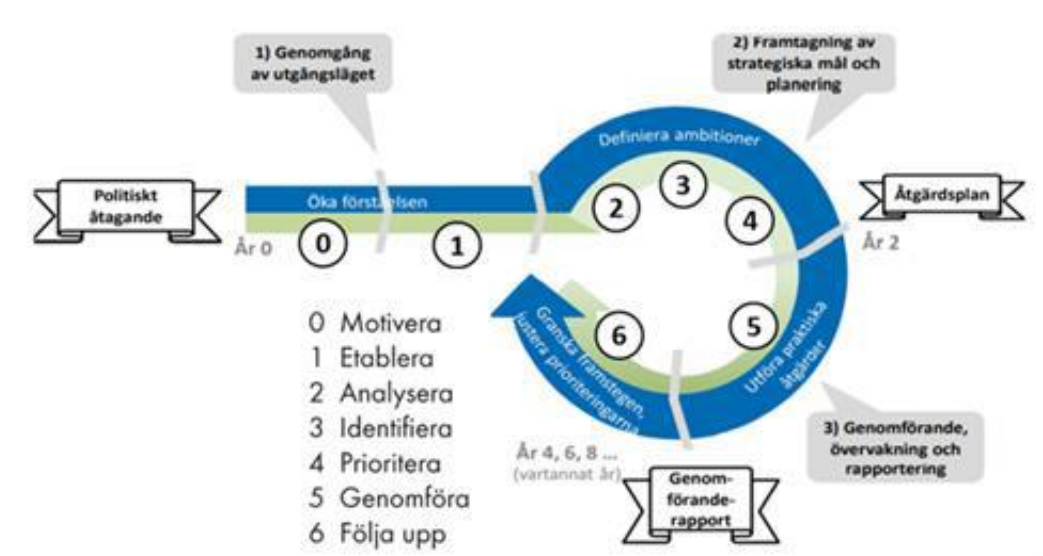 1) Genomgång
av utgångsläget
2) Framtagning av
strategiska mål och
planering
Definiera ambitioner
Politiskt
åtagande
Öka förståelsen
2
3
4
Åtgärdsplan
År 0
0
1
År 2
6
5
Granska framstegen,
justera prioriteringarna
Utföra praktiska
åtgärder
0 Motivera
1 Etablera
2 Analysera
3 Identifiera
4 Prioritera
5 Genomföra
6 Följa upp
3) Genomförande,
övervakning och
rapportering
År 4, 6, 8 ...
(vartannat år)
Genom-
förande-
rapport